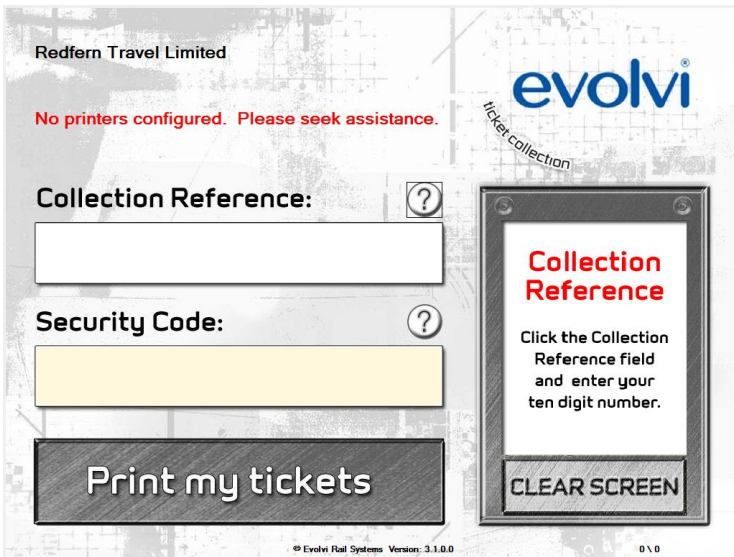 Redfern Travel Limited
evolvi
ticket collection
No printers configured. Please seek assistance.
Collection Reference:
?
Security Code:
?
Print my tickets
Collection
Reference
Click the Collection
Reference field
and enter your
ten digit number.
CLEAR SCREEN
© Evolvi Rail Systems Version: 3.1.0.0
0 \ 0